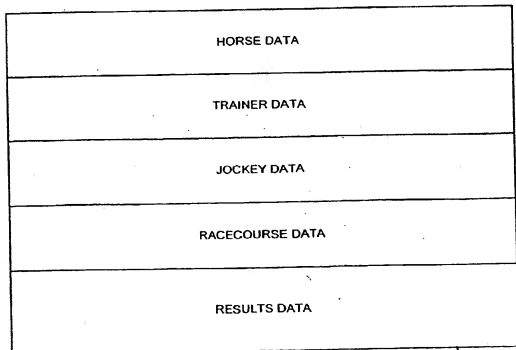 HORSE DATA
TRAINER DATA
JOCKEY DATA
RACECOURSE DATA
RESULTS DATA